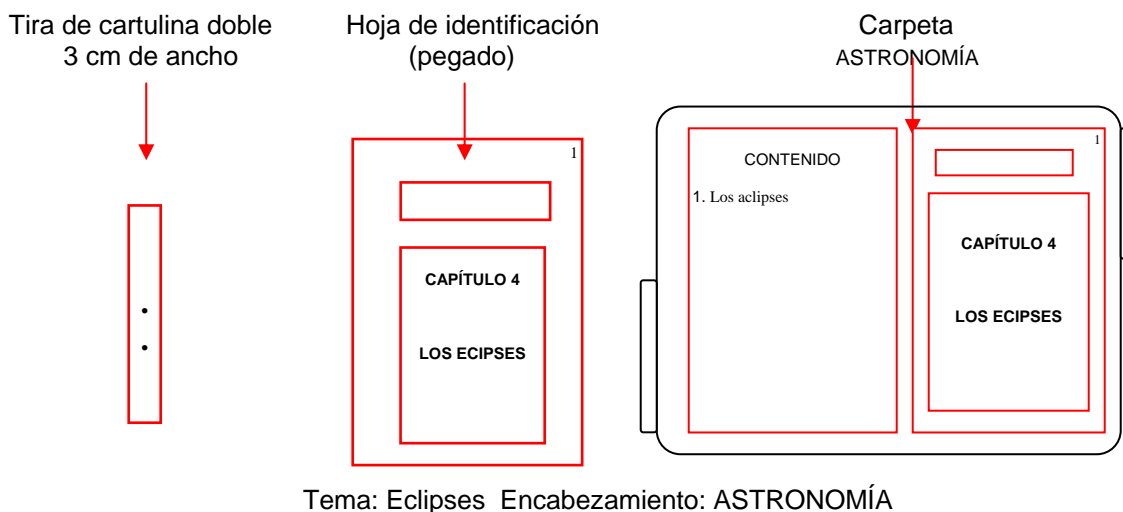 Tira de cartulina doble
3 cm de ancho
Hoja de identificación
(pegado)
Carpeta
ASTRONOMÍA
1
CAPÍTULO 4
LOS ECIPSES
CONTENIDO
1. Los aclipses
1
CAPÍTULO 4
LOS ECIPSES
Tema: Eclipses Encabezamiento: ASTRONOMÍA